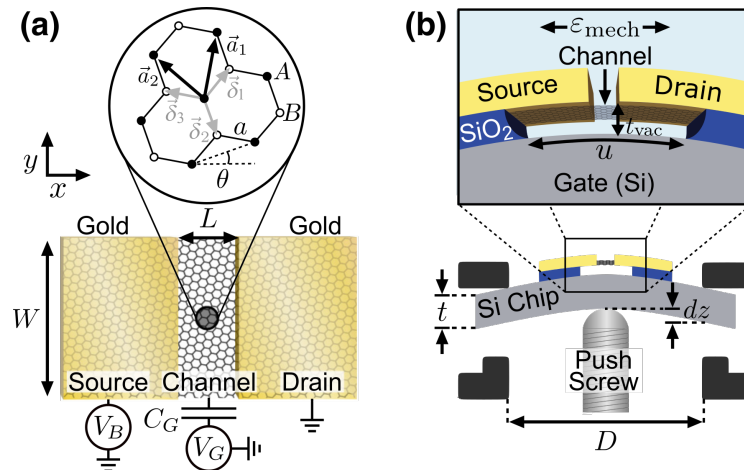 (a)
a⃗₁
a⃗₂
A
δ⃗₁
B
δ⃗₃
δ⃗₂
a
y
x
θ
L
Gold
Gold
W
Source
Channel
Drain
C_G
V_B
V_G
(b)
ε_mech
Channel
Source
Drain
SiO₂
t_vac
u
Gate (Si)
Si Chip
t
dz
Push
Screw
D